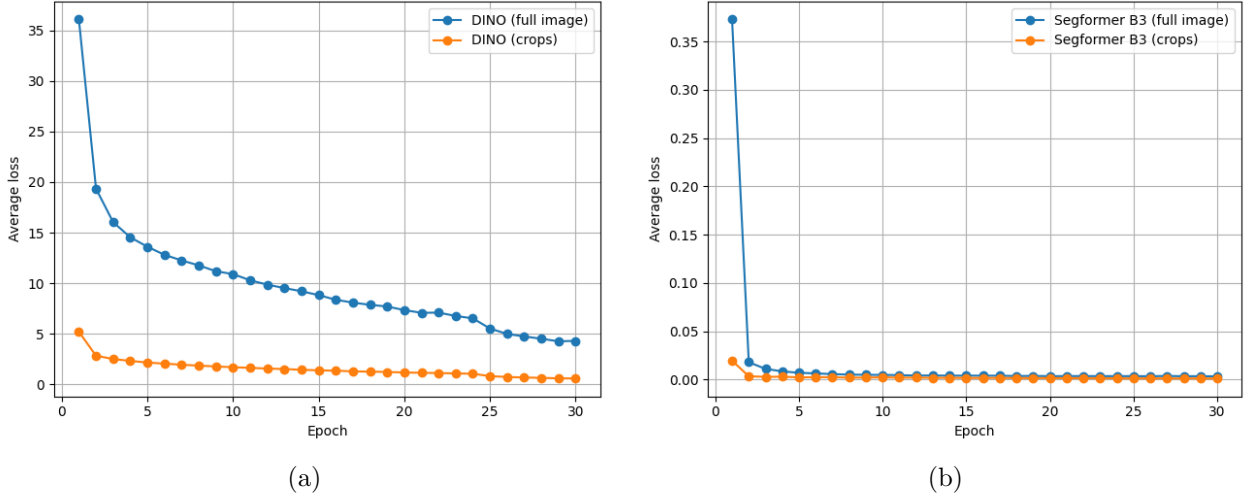 DINO (full image)
DINO (crops)
35
30
25
20
15
10
5
0
0 5 10 15 20 25 30
Average loss
Epoch
(a)
Segformer B3 (full image)
Segformer B3 (crops)
0.35
0.30
0.25
0.20
0.15
0.10
0.05
0.00
0 5 10 15 20 25 30
Average loss
Epoch
(b)